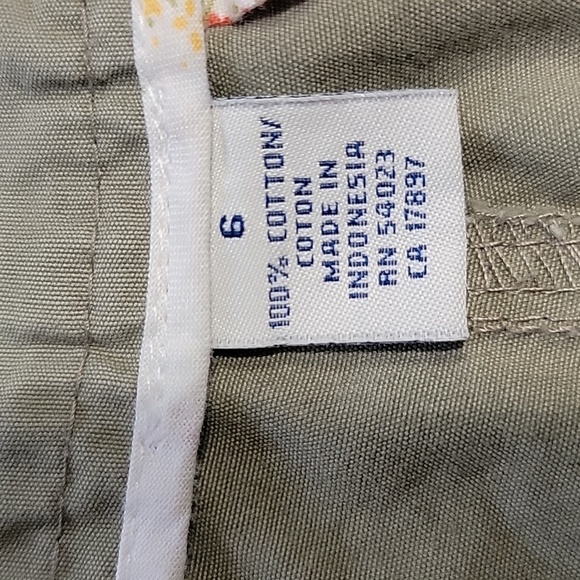 6
100% COTTON/
COTON
MADE IN
INDONESIA
RN 54023
CA 17897